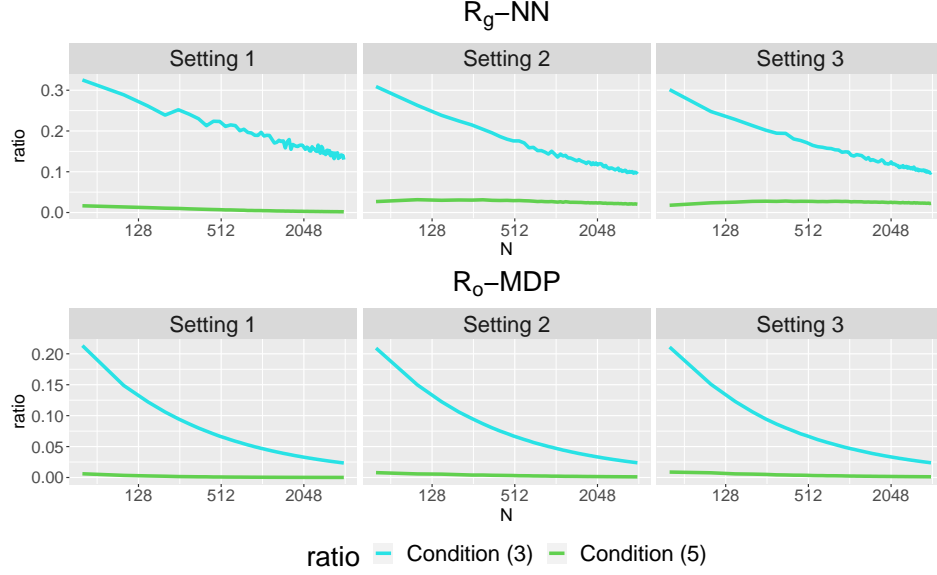 R_g−NN
Setting 1 Setting 2 Setting 3
ratio
0.3
0.2
0.1
0.0
128 512 2048 128 512 2048 128 512 2048
N
R_o−MDP
Setting 1 Setting 2 Setting 3
ratio
0.20
0.15
0.10
0.05
0.00
128 512 2048 128 512 2048 128 512 2048
N
ratio Condition (3) Condition (5)